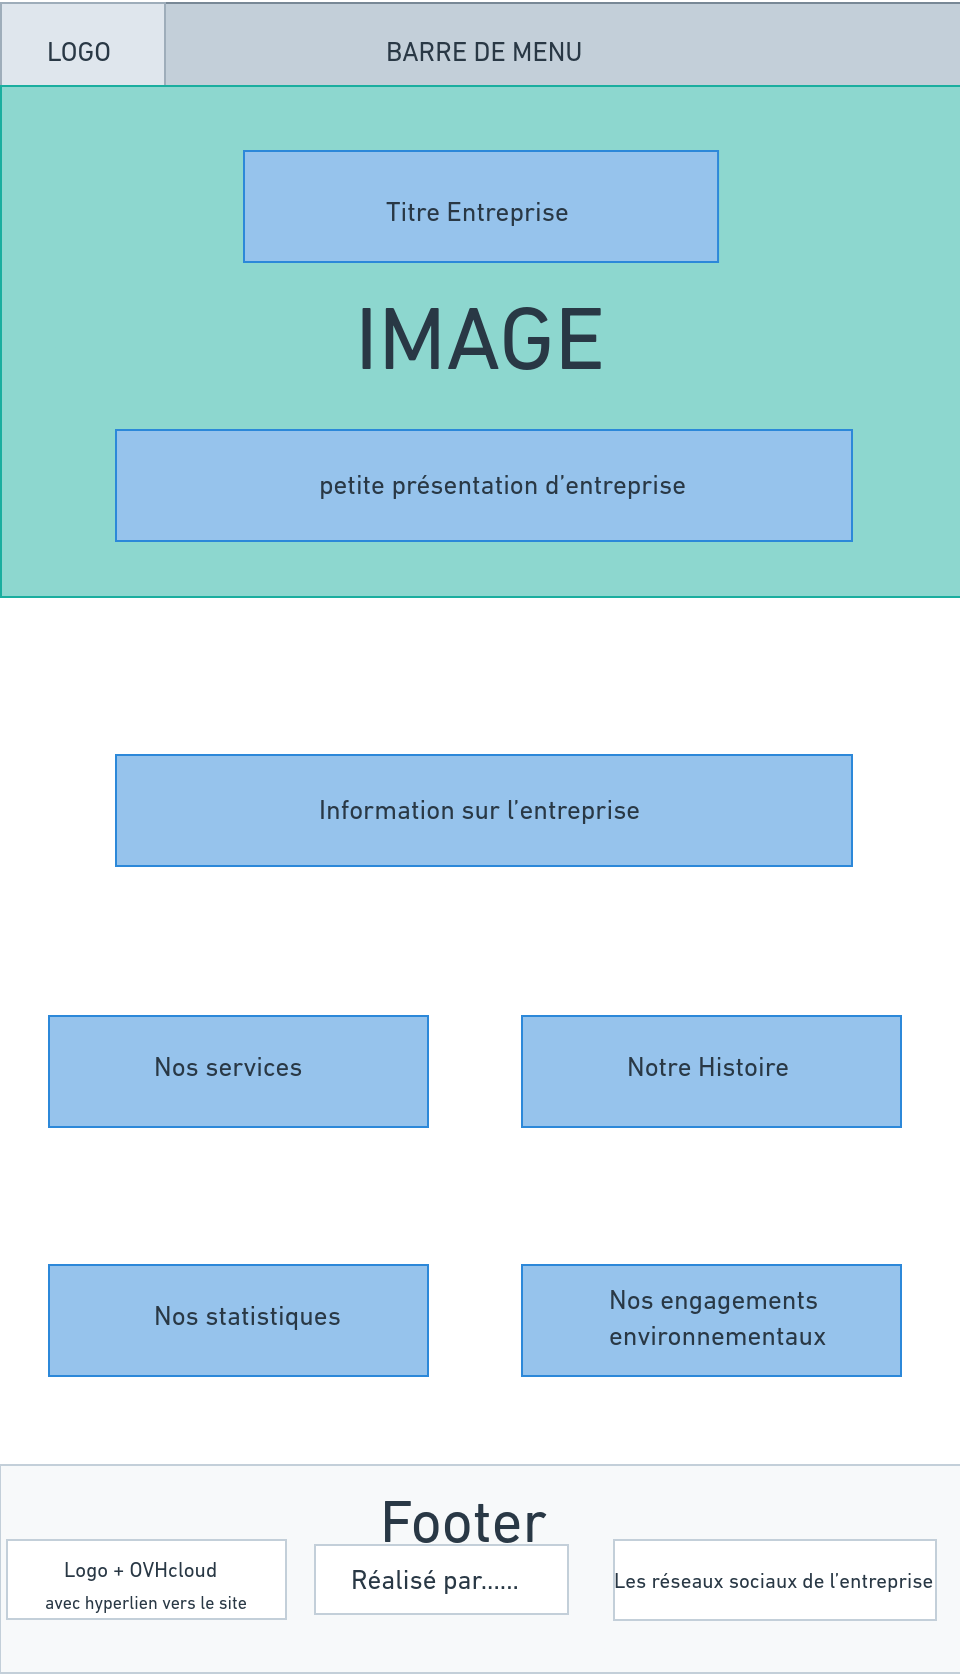 LOGO
BARRE DE MENU
Titre Entreprise
IMAGE
petite présentation d’entreprise
Information sur l’entreprise
Nos services
Notre Histoire
Nos statistiques
Nos engagements
environnementaux
Footer
Logo + OVHcloud
avec hyperlien vers le site
Réalisé par......
Les réseaux sociaux de l’entreprise